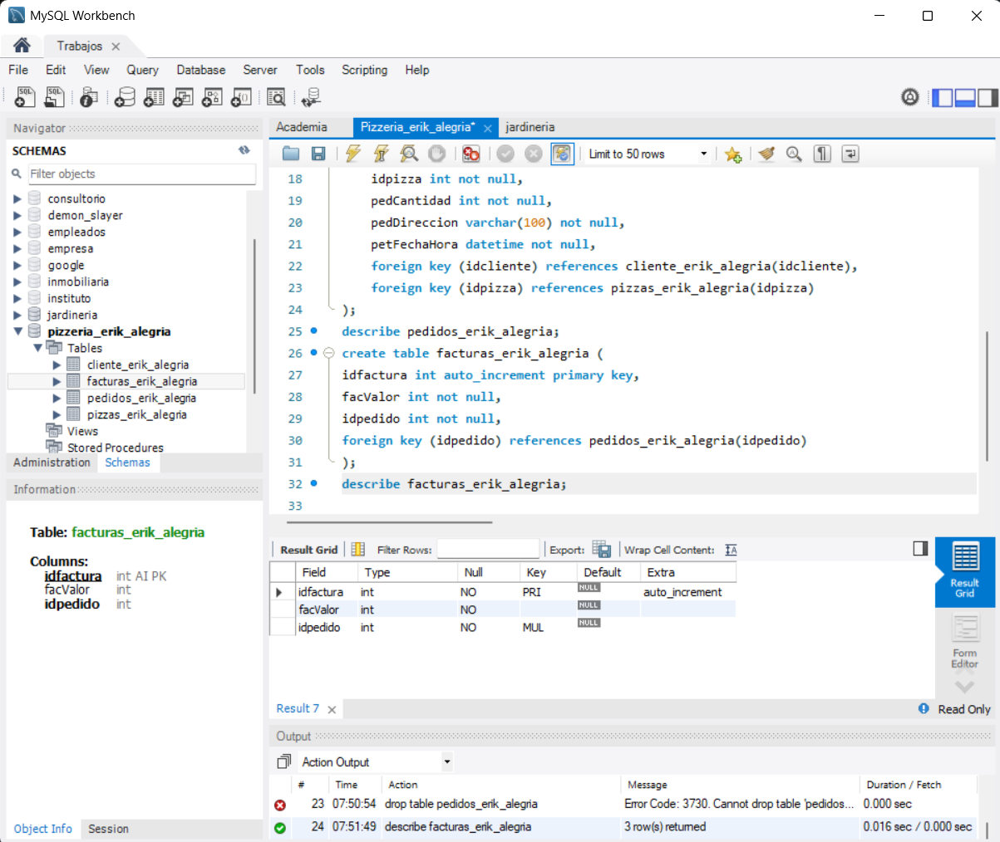 MySQL Workbench
Trabajos
File Edit View Query Database Server Tools Scripting Help
SQL SQL
Navigator
SCHEMAS
Filter objects
consultorio
demon_slayer
empleados
empresa
google
inmobiliaria
instituto
jardineria
pizzeria_erik_alegria
Tables
cliente_erik_alegria
facturas_erik_alegria
pedidos_erik_alegria
pizzas_erik_alegria
Views
Stored Procedures
Administration Schemas
Information
Table: facturas_erik_alegria
Columns:
idfactura int AI PK
facValor int
idpedido int
Object Info Session
Academia Pizzeria_erik_alegria* jardineria
Limit to 50 rows
18 idpizza int not null,
19 pedCantidad int not null,
20 pedDireccion varchar(100) not null,
21 petFechaHora datetime not null,
22 foreign key (idcliente) references cliente_erik_alegria(idcliente),
23 foreign key (idpizza) references pizzas_erik_alegria(idpizza)
24 );
25 describe pedidos_erik_alegria;
26 create table facturas_erik_alegria (
27 idfactura int auto_increment primary key,
28 facValor int not null,
29 idpedido int not null,
30 foreign key (idpedido) references pedidos_erik_alegria(idpedido)
31 );
32 describe facturas_erik_alegria;
33
Result Grid Filter Rows: Export: Wrap Cell Content: IA
Field Type Null Key Default Extra
idfactura int NO PRI NULL auto_increment
facValor int NO NULL
idpedido int NO MUL NULL
Result Grid
Form Editor
Result 7 Read Only
Output
Action Output
# Time Action Message Duration / Fetch
23 07:50:54 drop table pedidos_erik_alegria Error Code: 3730. Cannot drop table 'pedidos... 0.000 sec
24 07:51:49 describe facturas_erik_alegria 3 row(s) returned 0.016 sec / 0.000 sec